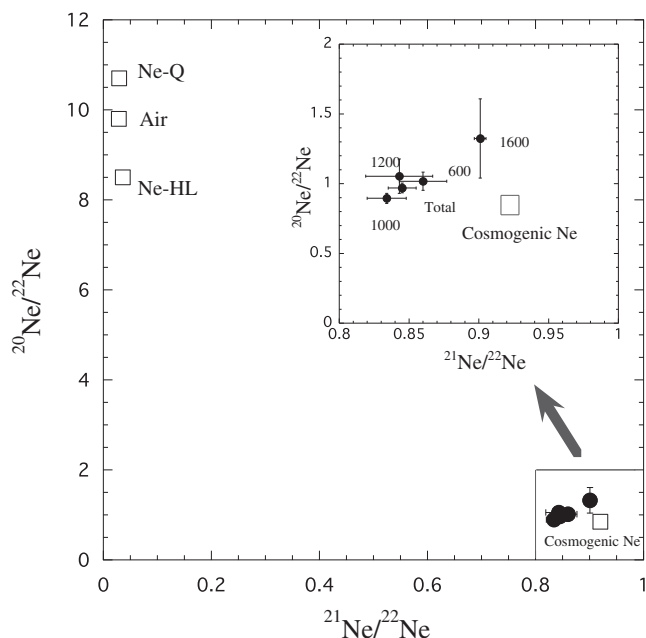 12
10
8
6
4
2
0
²⁰Ne/²²Ne
Ne-Q
Air
Ne-HL
2
1.5
1
0.5
0
²⁰Ne/²²Ne
1200
1600
600
Total
1000
Cosmogenic Ne
0.8 0.85 0.9 0.95 1
²¹Ne/²²Ne
Cosmogenic Ne
0 0.2 0.4 0.6 0.8 1
²¹Ne/²²Ne